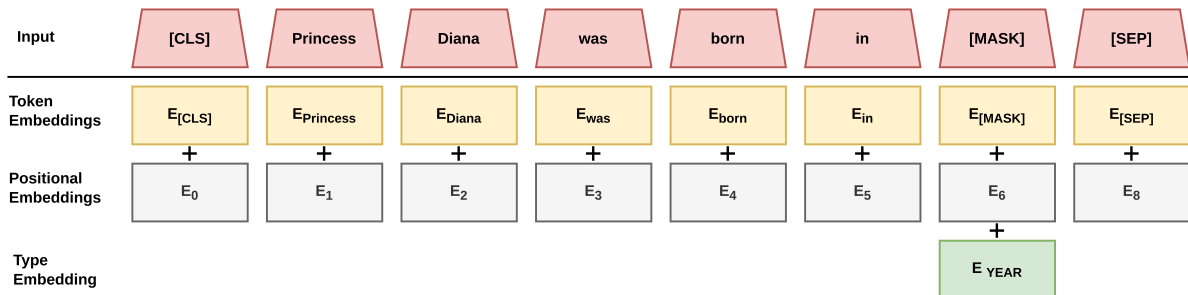 Input [CLS] Princess Diana was born in [MASK] [SEP]
Token
Embeddings
E[CLS] EPrincess EDiana Ewas Eborn Ein E[MASK] E[SEP]
+ + + + + + + +
Positional
Embeddings
E0 E1 E2 E3 E4 E5 E6 E8
+
Type
Embedding
E YEAR